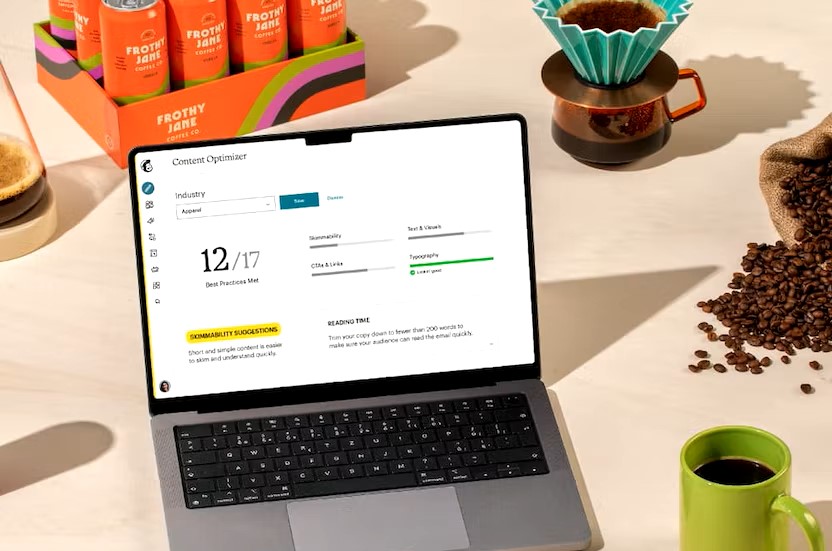 FROTHY
JANE
COFFEE CO.
FROTHY
JANE
COFFEE CO.
FROTHY
JANE
COFFEE CO.
FROTHY
JANE
FROTHY
JANE
COFFEE CO.
Content Optimizer
Industry
Apparel
Save
Dismiss
12/17
Best Practices Met
Skimmability
Text & Visuals
CTAs & Links
Typography
Looking good
SKIMMABILITY SUGGESTIONS
Short and simple content is easier
to skim and understand quickly.
READING TIME
Trim your copy down to fewer than 200 words to
make sure your audience can read the email quickly.